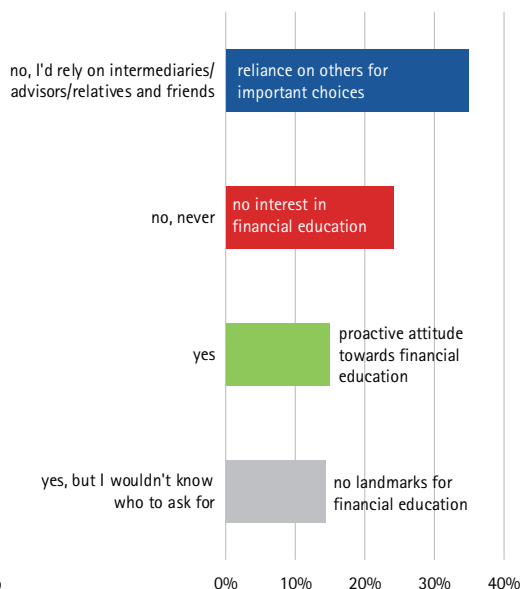 no, I'd rely on intermediaries/
advisors/relatives and friends
reliance on others for
important choices
no, never
no interest in
financial education
yes
proactive attitude
towards financial
education
yes, but I wouldn't know
who to ask for
no landmarks for
financial education
0% 10% 20% 30% 40%